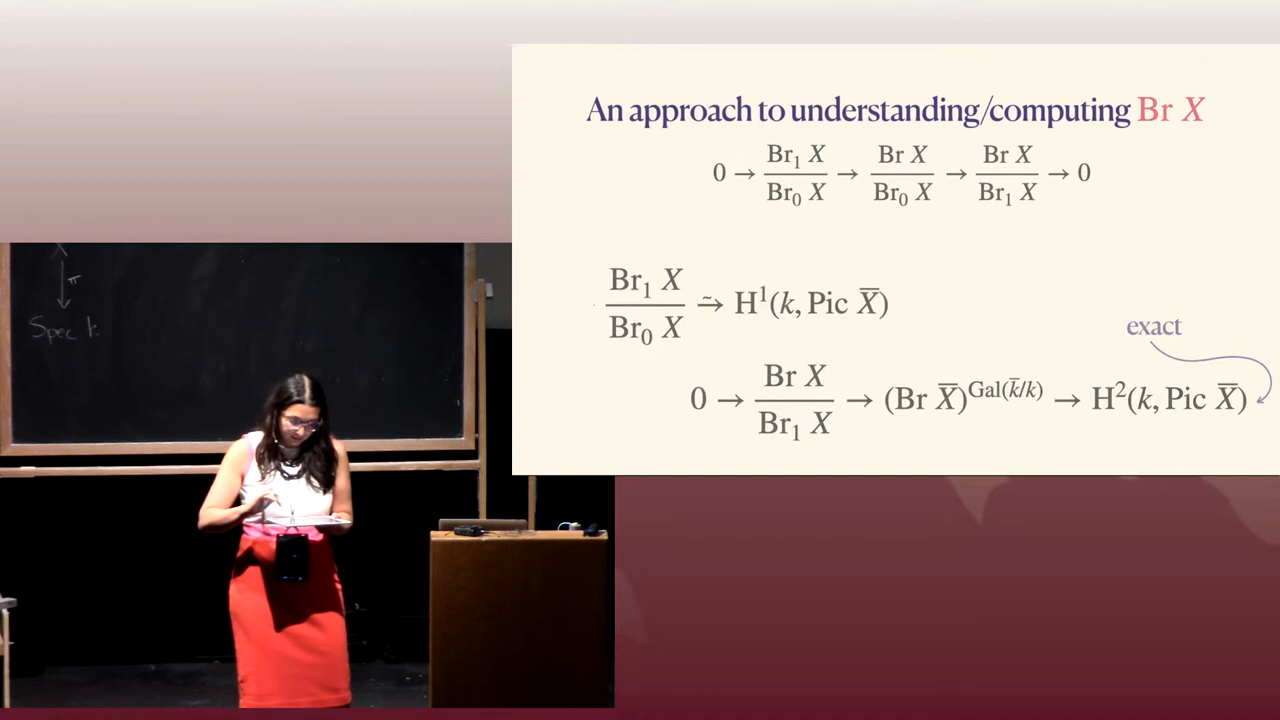 An approach to understanding/computing Br X
0 → Br₁ X / Br₀ X → Br X / Br₀ X → Br X / Br₁ X → 0
Br₁ X / Br₀ X ⥲ H¹(k, Pic X̅)
exact
0 → Br X / Br₁ X → (Br X̅)^Gal(k̅/k) → H²(k, Pic X̅)
X
↓ π
Spec k